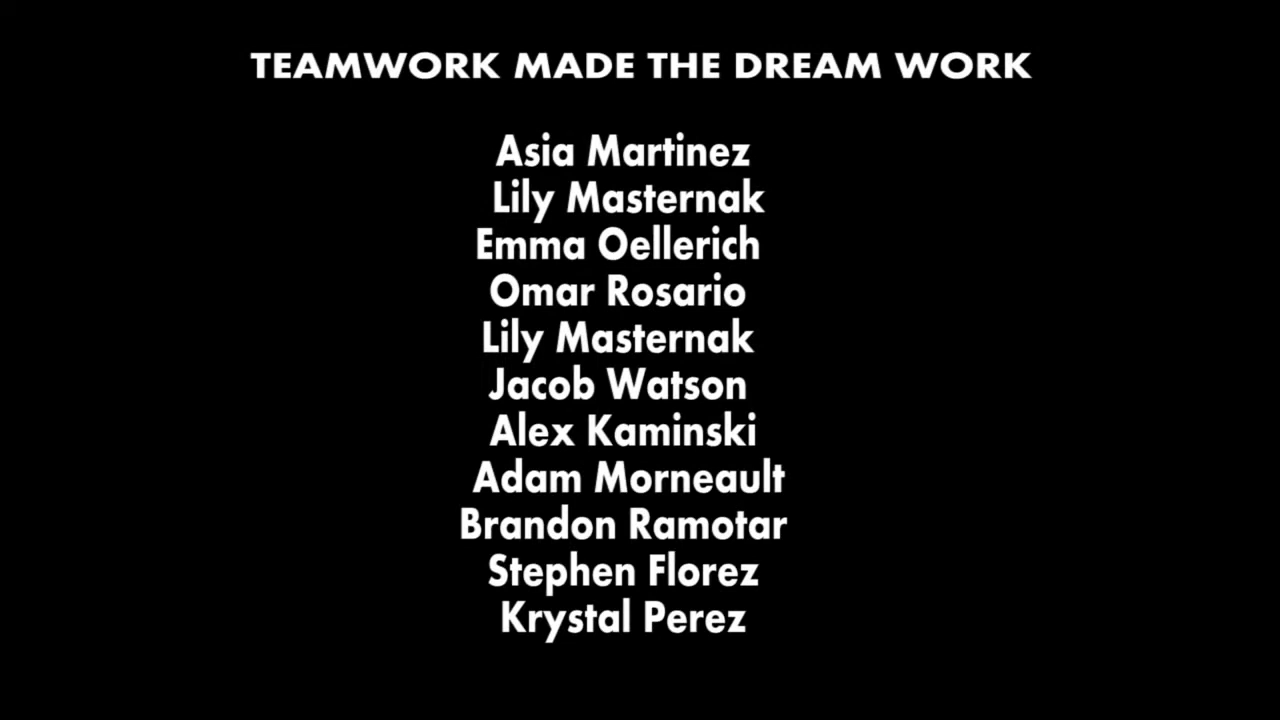 TEAMWORK MADE THE DREAM WORK
Asia Martinez
Lily Masternak
Emma Oellerich
Omar Rosario
Lily Masternak
Jacob Watson
Alex Kaminski
Adam Morneault
Brandon Ramotar
Stephen Florez
Krystal Perez